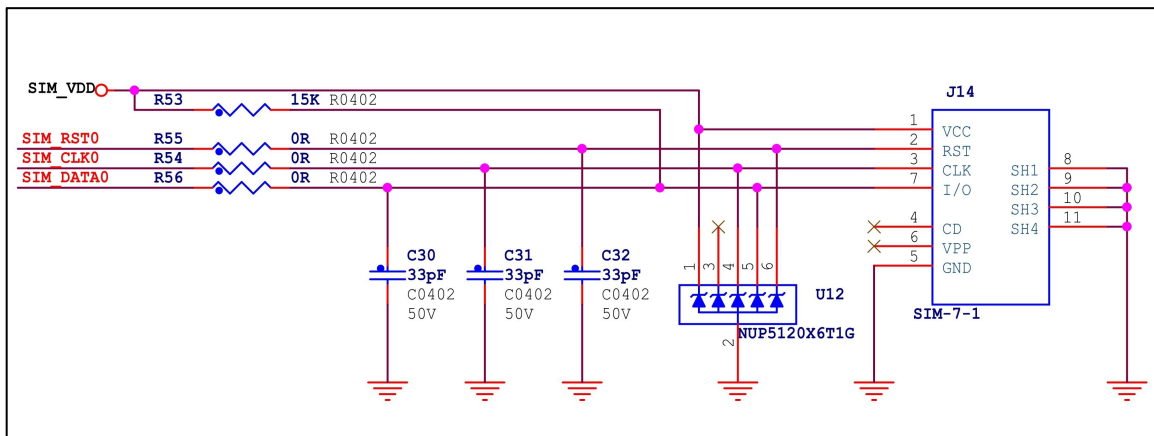 SIM_VDD
R53 15K R0402
SIM_RST0 R55 0R R0402
SIM_CLK0 R54 0R R0402
SIM_DATA0 R56 0R R0402
C30
33pF
C0402
50V
C31
33pF
C0402
50V
C32
33pF
C0402
50V
1 3 4 5 6
2
U12
NUP5120X6T1G
J14
1 VCC
2 RST
3 CLK
7 I/O
4 CD
6 VPP
5 GND
SH1 8
SH2 9
SH3 10
SH4 11
SIM-7-1